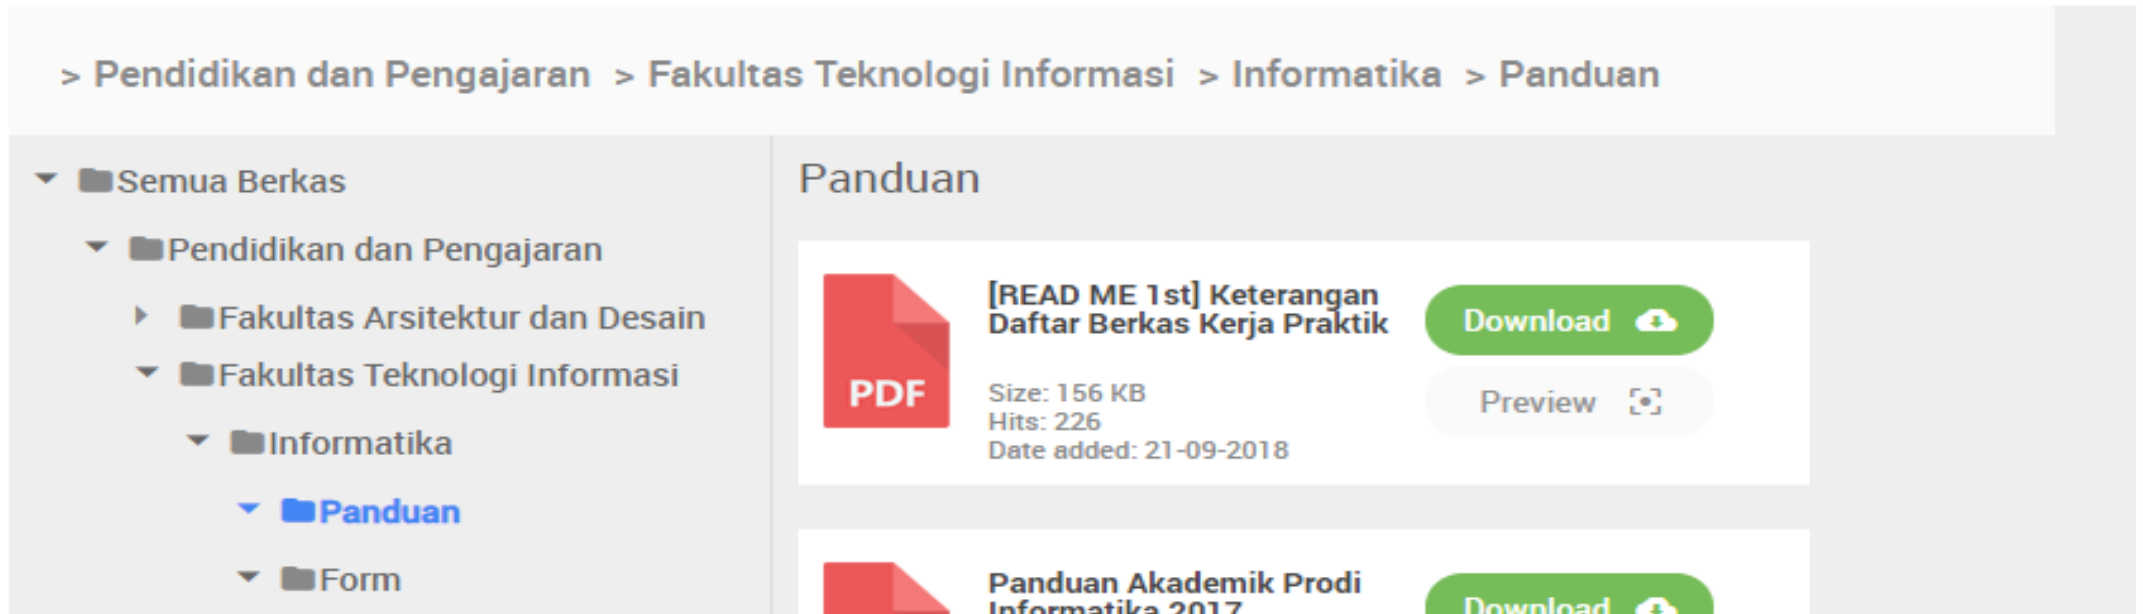 > Pendidikan dan Pengajaran > Fakultas Teknologi Informasi > Informatika > Panduan
Semua Berkas
Pendidikan dan Pengajaran
Fakultas Arsitektur dan Desain
Fakultas Teknologi Informasi
Informatika
Panduan
Form
Panduan
[READ ME 1st] Keterangan
Daftar Berkas Kerja Praktik
Size: 156 KB
Hits: 226
Date added: 21-09-2018
Download
Preview
PDF
Panduan Akademik Prodi
Informatika 2017
Download